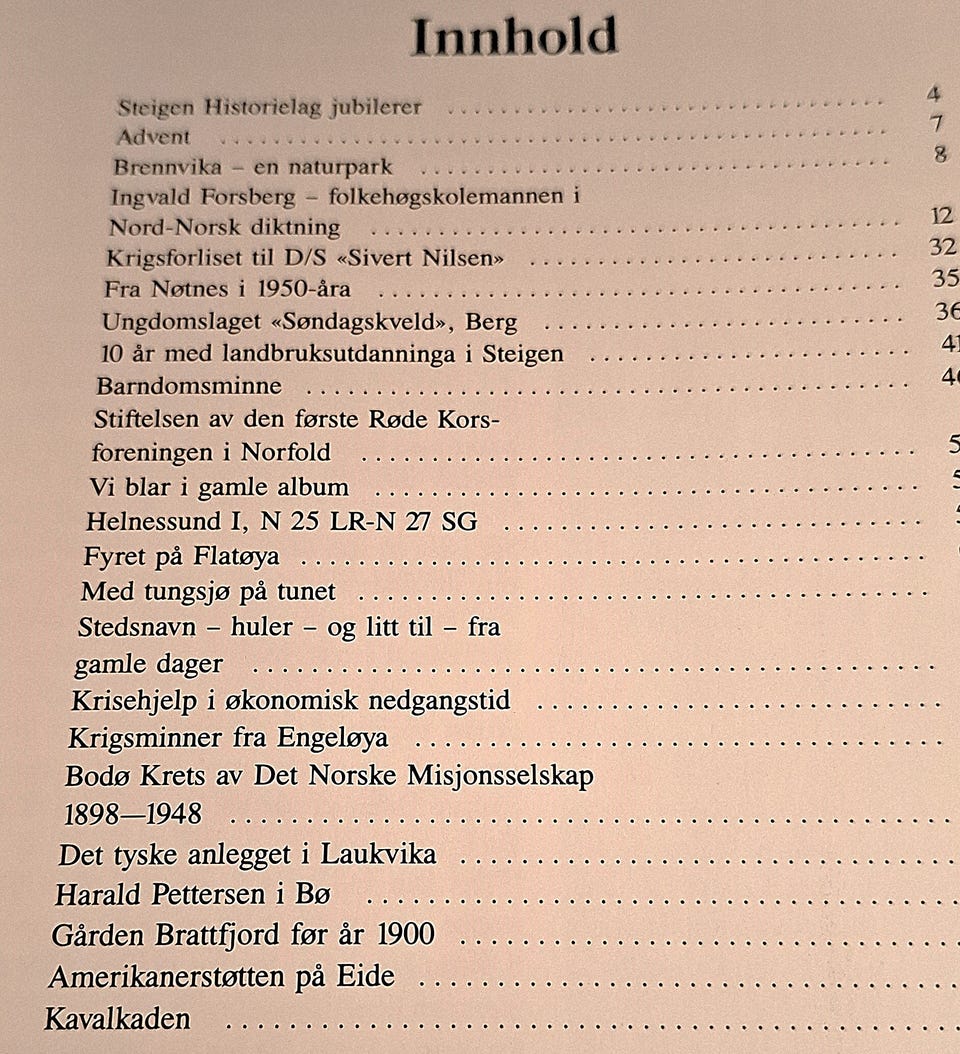 Innhold
Steigen Historielag jubilerer . . . . . . . . . . . . . . . . . . . . 4
Advent . . . . . . . . . . . . . . . . . . . . 7
Brennvika – en naturpark . . . . . . . . . . . . . . . . . . . . 8
Ingvald Forsberg – folkehøgskolemannen i
Nord-Norsk diktning . . . . . . . . . . . . . . . . . . . . 12
Krigsforliset til D/S «Sivert Nilsen» . . . . . . . . . . . . . . . . . . . . 32
Fra Nøtnes i 1950-åra . . . . . . . . . . . . . . . . . . . . 35
Ungdomslaget «Søndagskveld», Berg . . . . . . . . . . . . . . . . . . . . 36
10 år med landbruksutdanninga i Steigen . . . . . . . . . . . . . . . . . . . . 41
Barndomsminne . . . . . . . . . . . . . . . . . . . .
Stiftelsen av den første Røde Kors-
foreningen i Norfold . . . . . . . . . . . . . . . . . . . .
Vi blar i gamle album . . . . . . . . . . . . . . . . . . . .
Helnessund I, N 25 LR-N 27 SG . . . . . . . . . . . . . . . . . . . .
Fyret på Flatøya . . . . . . . . . . . . . . . . . . . .
Med tungsjø på tunet . . . . . . . . . . . . . . . . . . . .
Stedsnavn – huler – og litt til – fra
gamle dager . . . . . . . . . . . . . . . . . . . .
Krisehjelp i økonomisk nedgangstid . . . . . . . . . . . . . . . . . . . .
Krigsminner fra Engeløya . . . . . . . . . . . . . . . . . . . .
Bodø Krets av Det Norske Misjonsselskap
1898—1948 . . . . . . . . . . . . . . . . . . . .
Det tyske anlegget i Laukvika . . . . . . . . . . . . . . . . . . . .
Harald Pettersen i Bø . . . . . . . . . . . . . . . . . . . .
Gården Brattfjord før år 1900 . . . . . . . . . . . . . . . . . . . .
Amerikanerstøtten på Eide . . . . . . . . . . . . . . . . . . . .
Kavalkaden . . . . . . . . . . . . . . . . . . . .